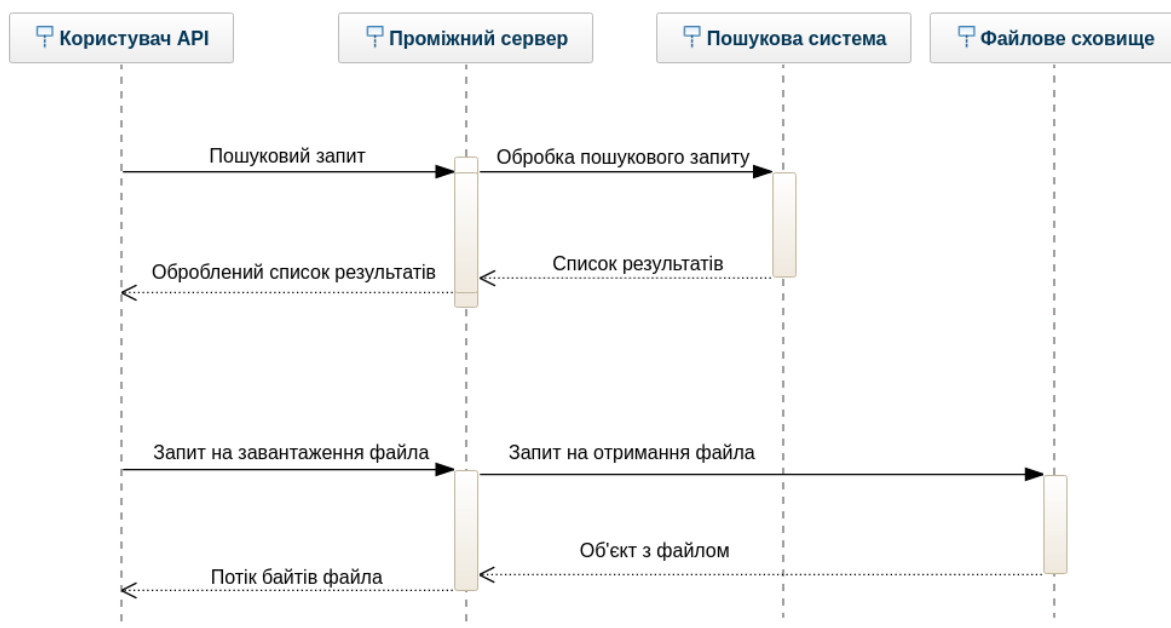 Користувач API
Проміжний сервер
Пошукова система
Файлове сховище
Пошуковий запит
Обробка пошукового запиту
Список результатів
Оброблений список результатів
Запит на завантаження файла
Запит на отримання файла
Об'єкт з файлом
Потік байтів файла